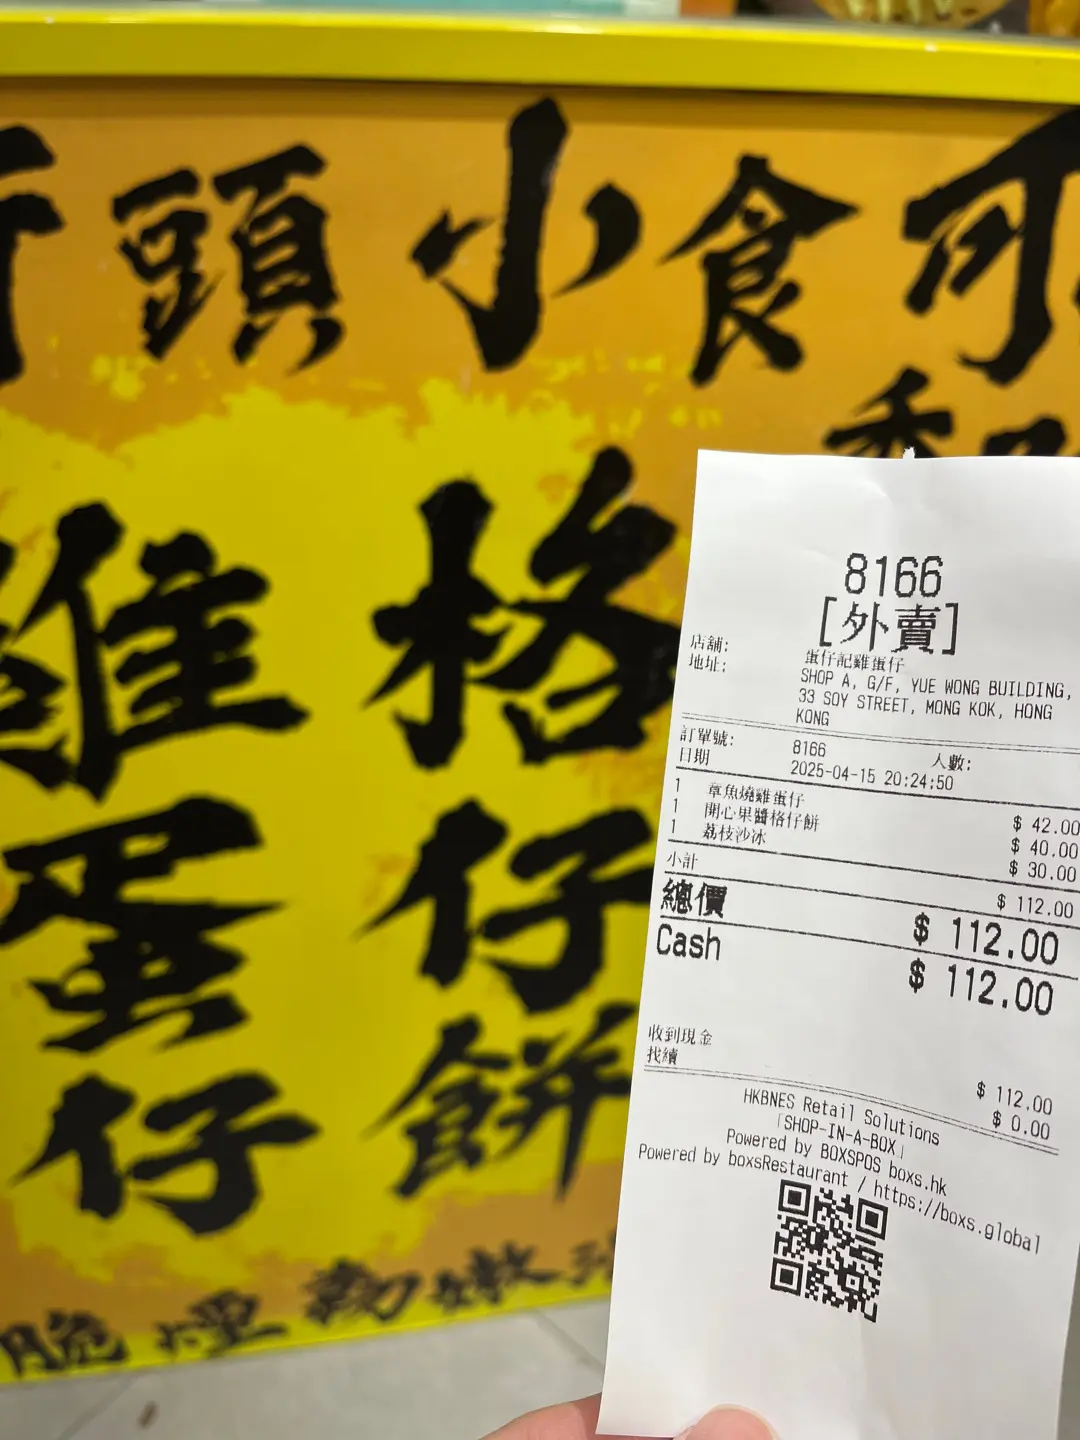 街頭小食
雞蛋仔
格仔餅
8166
[外賣]
店舖: 蛋仔記雞蛋仔
地址: SHOP A, G/F, YUE WONG BUILDING,
33 SOY STREET, MONG KOK, HONG
KONG
訂單號: 8166 人數:
日期 2025-04-15 20:24:50
1 章魚燒雞蛋仔 $ 42.00
1 開心果醬格仔餅 $ 40.00
1 荔枝沙冰 $ 30.00
小計 $ 112.00
總價 $ 112.00
Cash $ 112.00
收到現金 $ 112.00
找續 $ 0.00
HKBNES Retail Solutions
「SHOP-IN-A-BOX」
Powered by BOXSPOS boxs.hk
Powered by boxsRestaurant / https://boxs.global